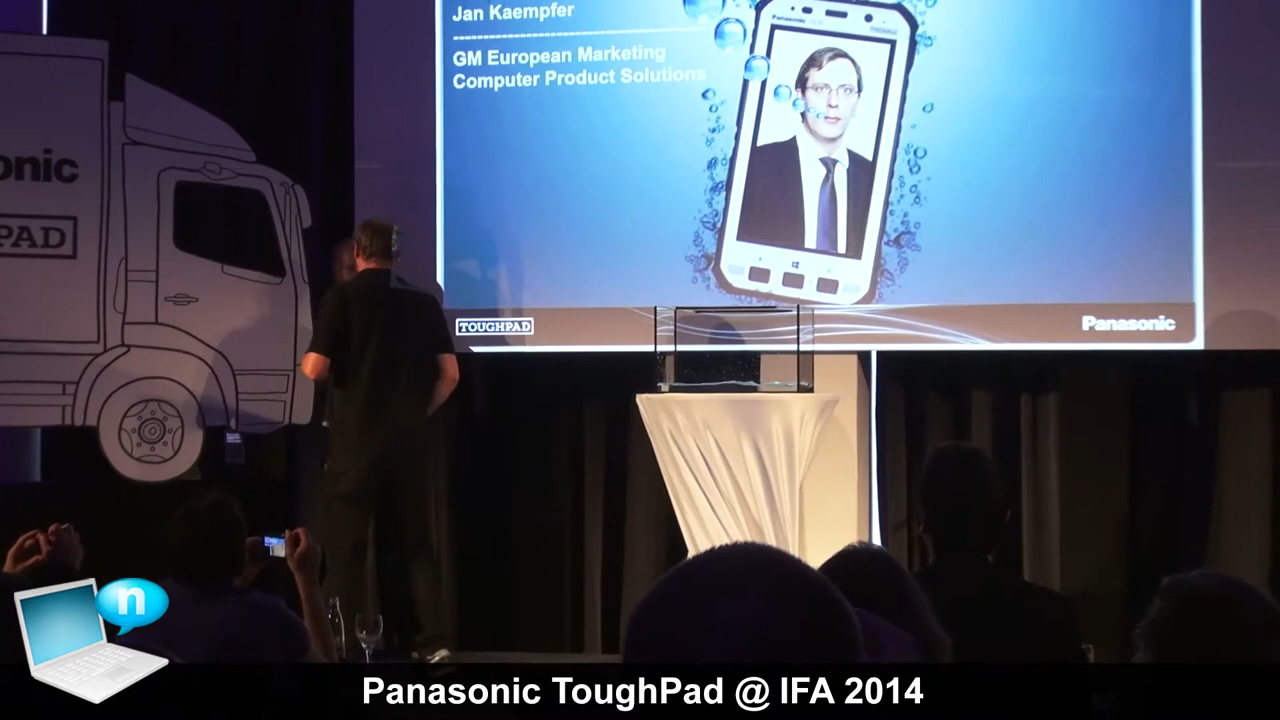 Jan Kaempfer
GM European Marketing
Computer Product Solutions
Panasonic
onic
PAD
TOUGHPAD
Panasonic
n
Panasonic ToughPad @ IFA 2014